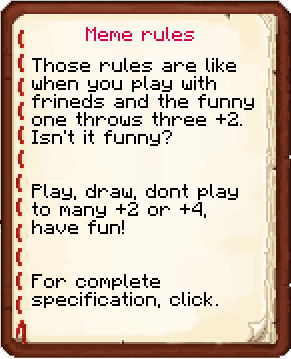 Meme rules
Those rules are like
when you play with
frineds and the funny
one throws three +2.
Isn't it funny?
Play, draw, dont play
to many +2 or +4,
have fun!
For complete
specification, click.